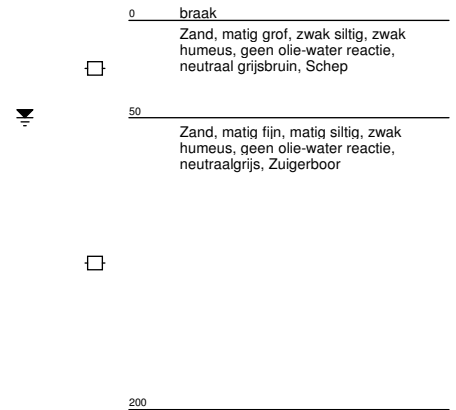 0 braak
Zand, matig grof, zwak siltig, zwak
humeus, geen olie-water reactie,
neutraal grijsbruin, Schep
50
Zand, matig fijn, matig siltig, zwak
humeus, geen olie-water reactie,
neutraalgrijs, Zuigerboor
200